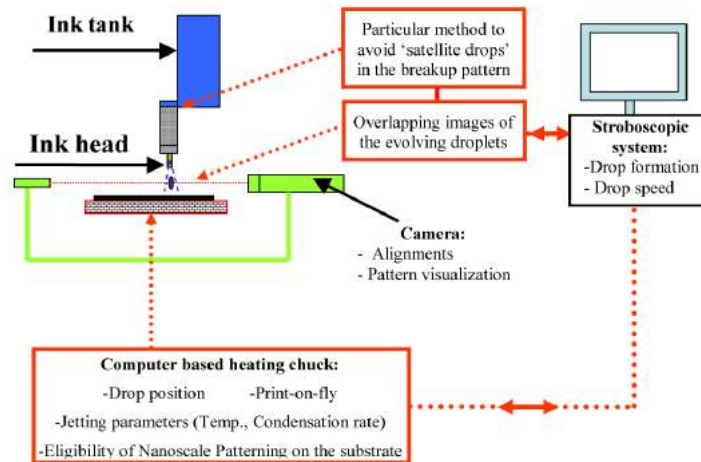 Ink tank
Particular method to
avoid 'satellite drops'
in the breakup pattern
Ink head
Overlapping images of
the evolving droplets
Stroboscopic
system:
-Drop formation
- Drop speed
Camera:
- Alignments
- Pattern visualization
Computer based heating chuck:
-Drop position -Print-on-fly
-Jetting parameters (Temp., Condensation rate)
-Eligibility of Nanoscale Patterning on the substrate